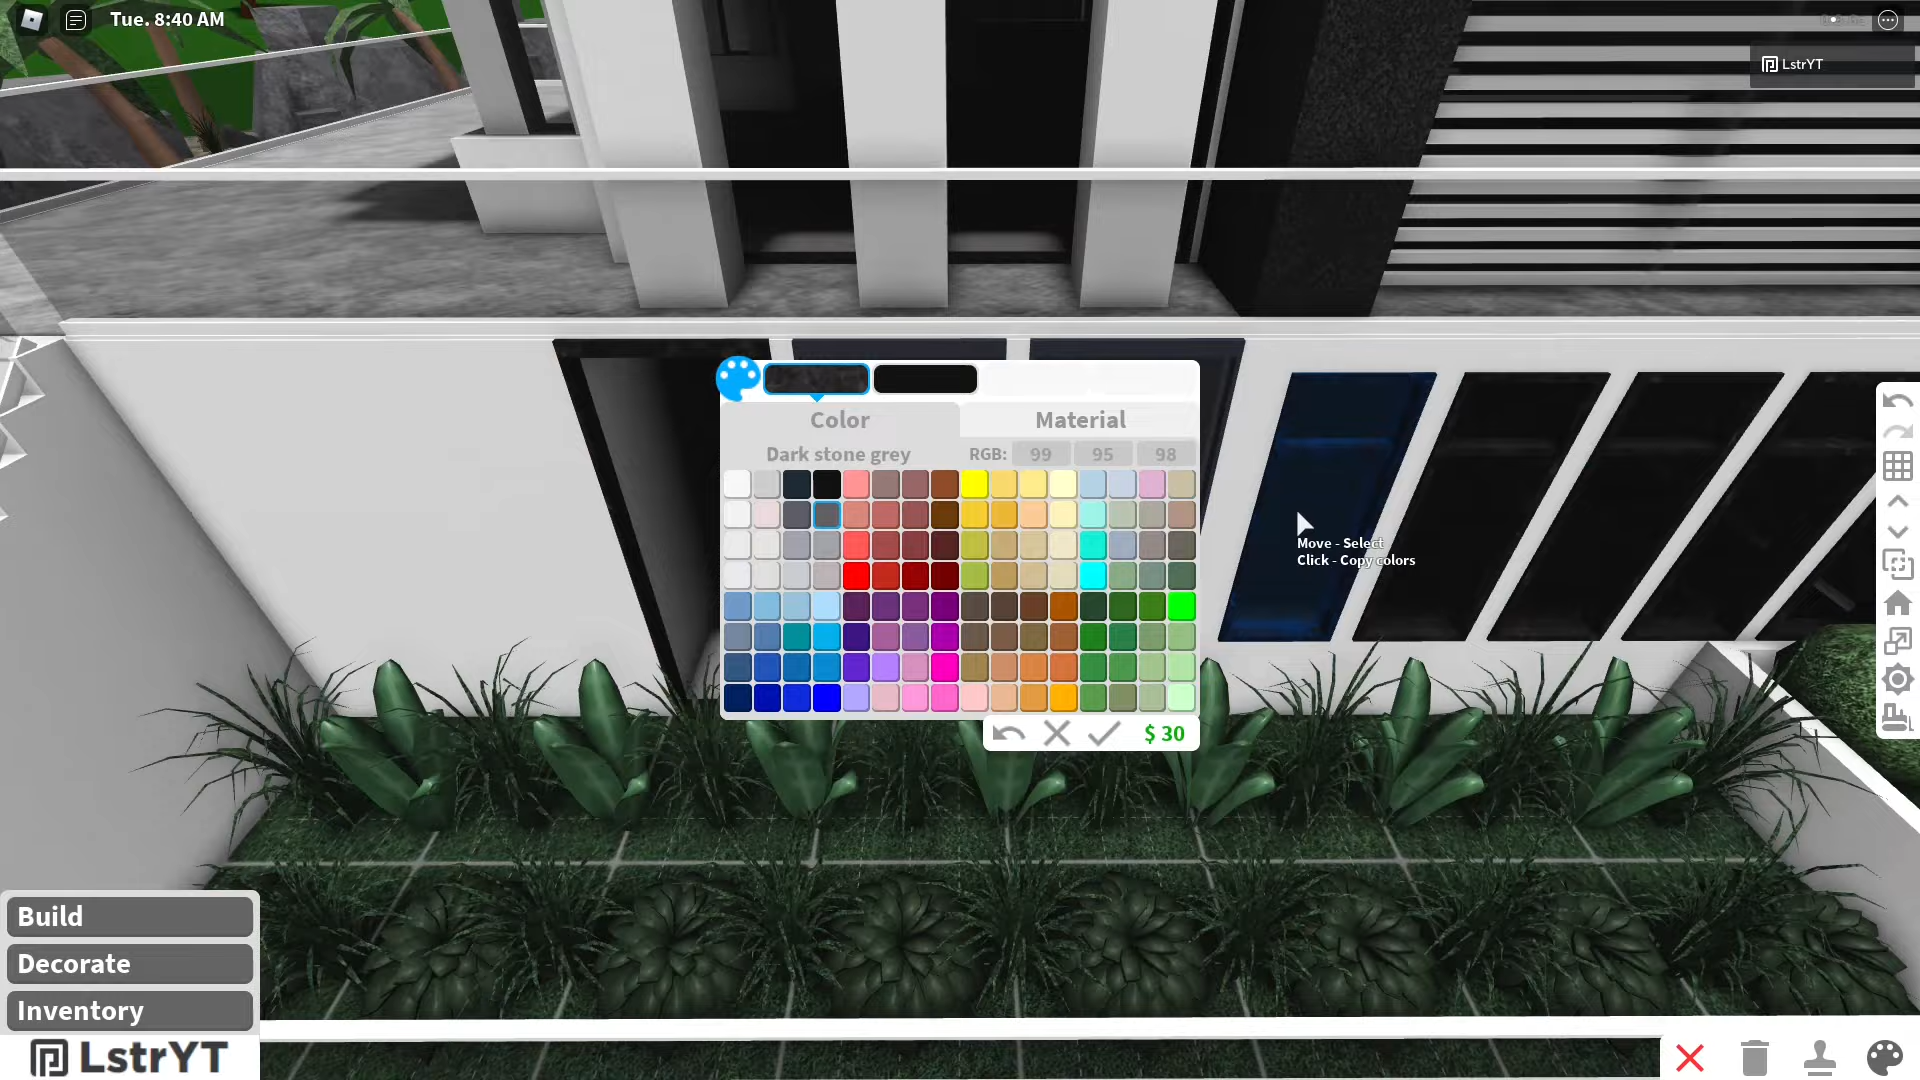 Tue. 8:40 AM
LstrYT
Color
Material
Dark stone grey
RGB: 99 95 98
Move - Select
Click - Copy colors
$ 30
Build
Decorate
Inventory
LstrYT